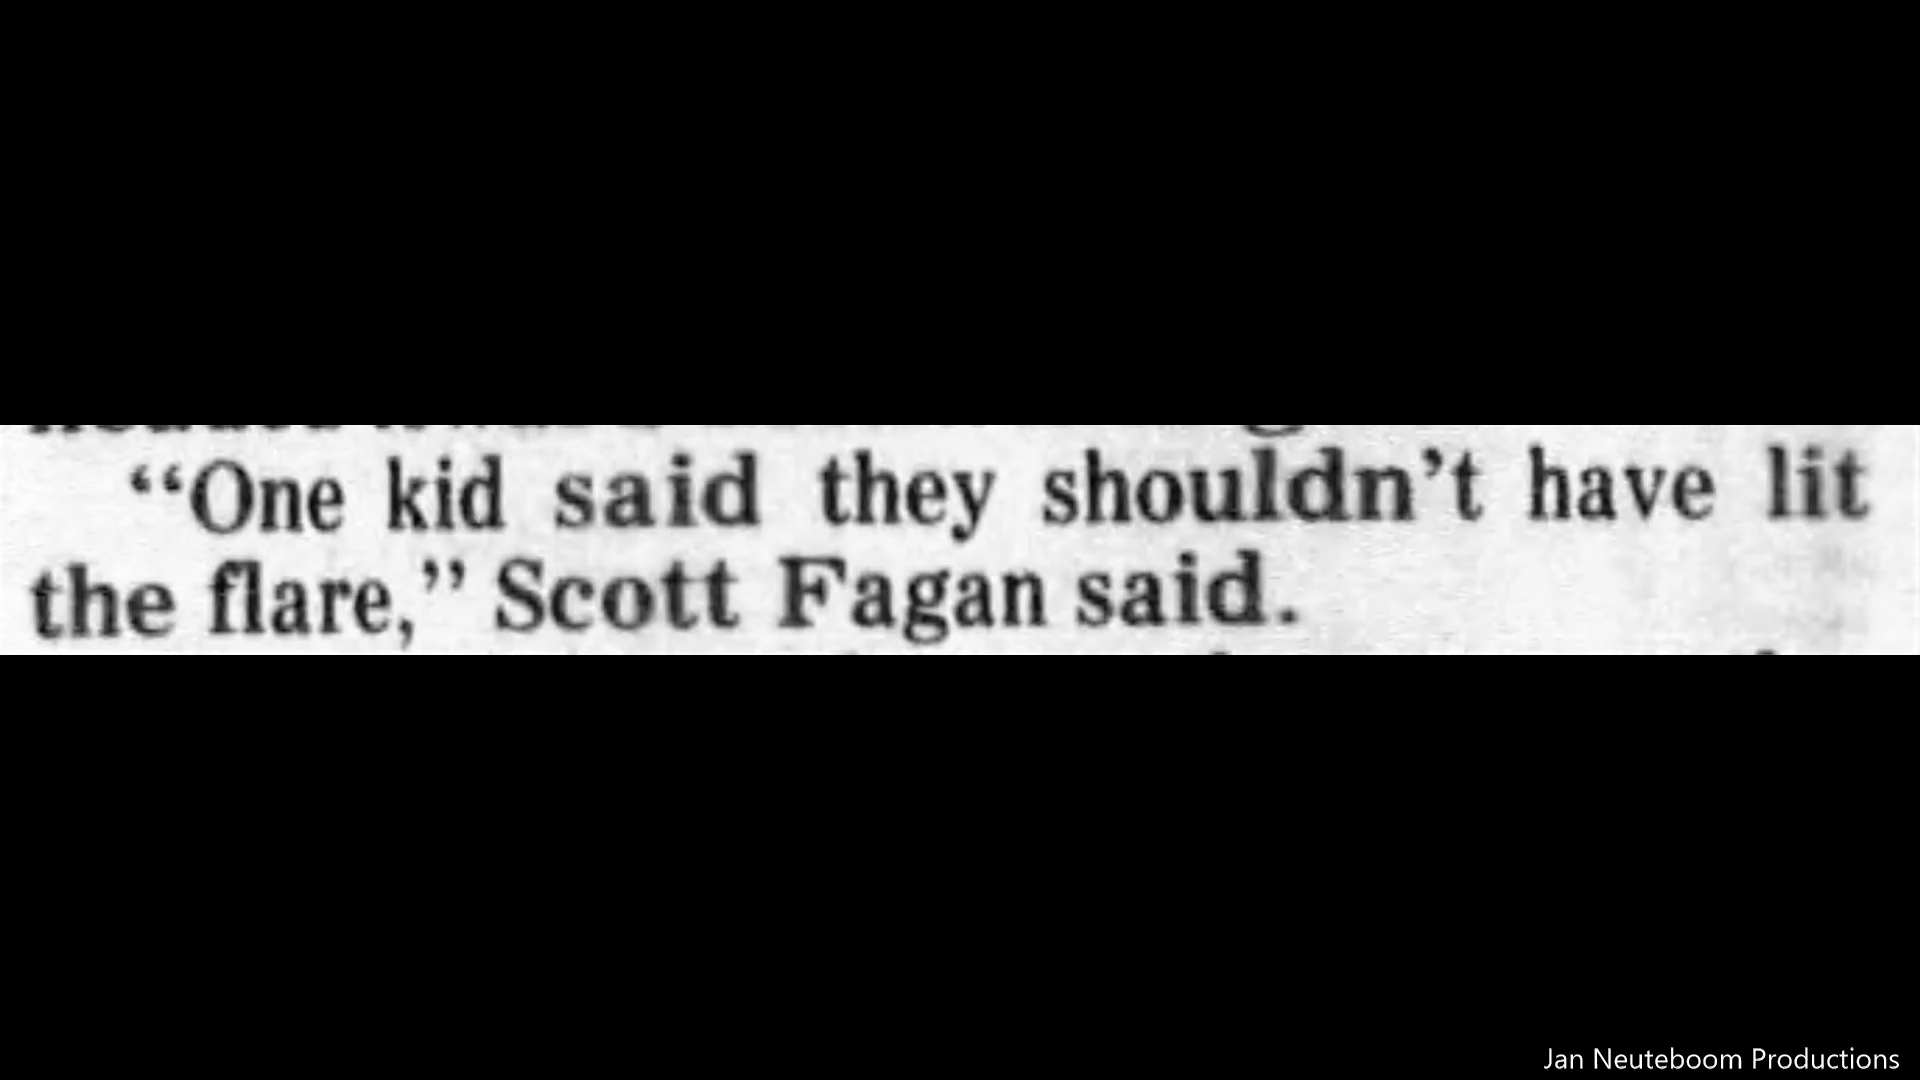 “One kid said they shouldn’t have lit
the flare,” Scott Fagan said.
Jan Neuteboom Productions